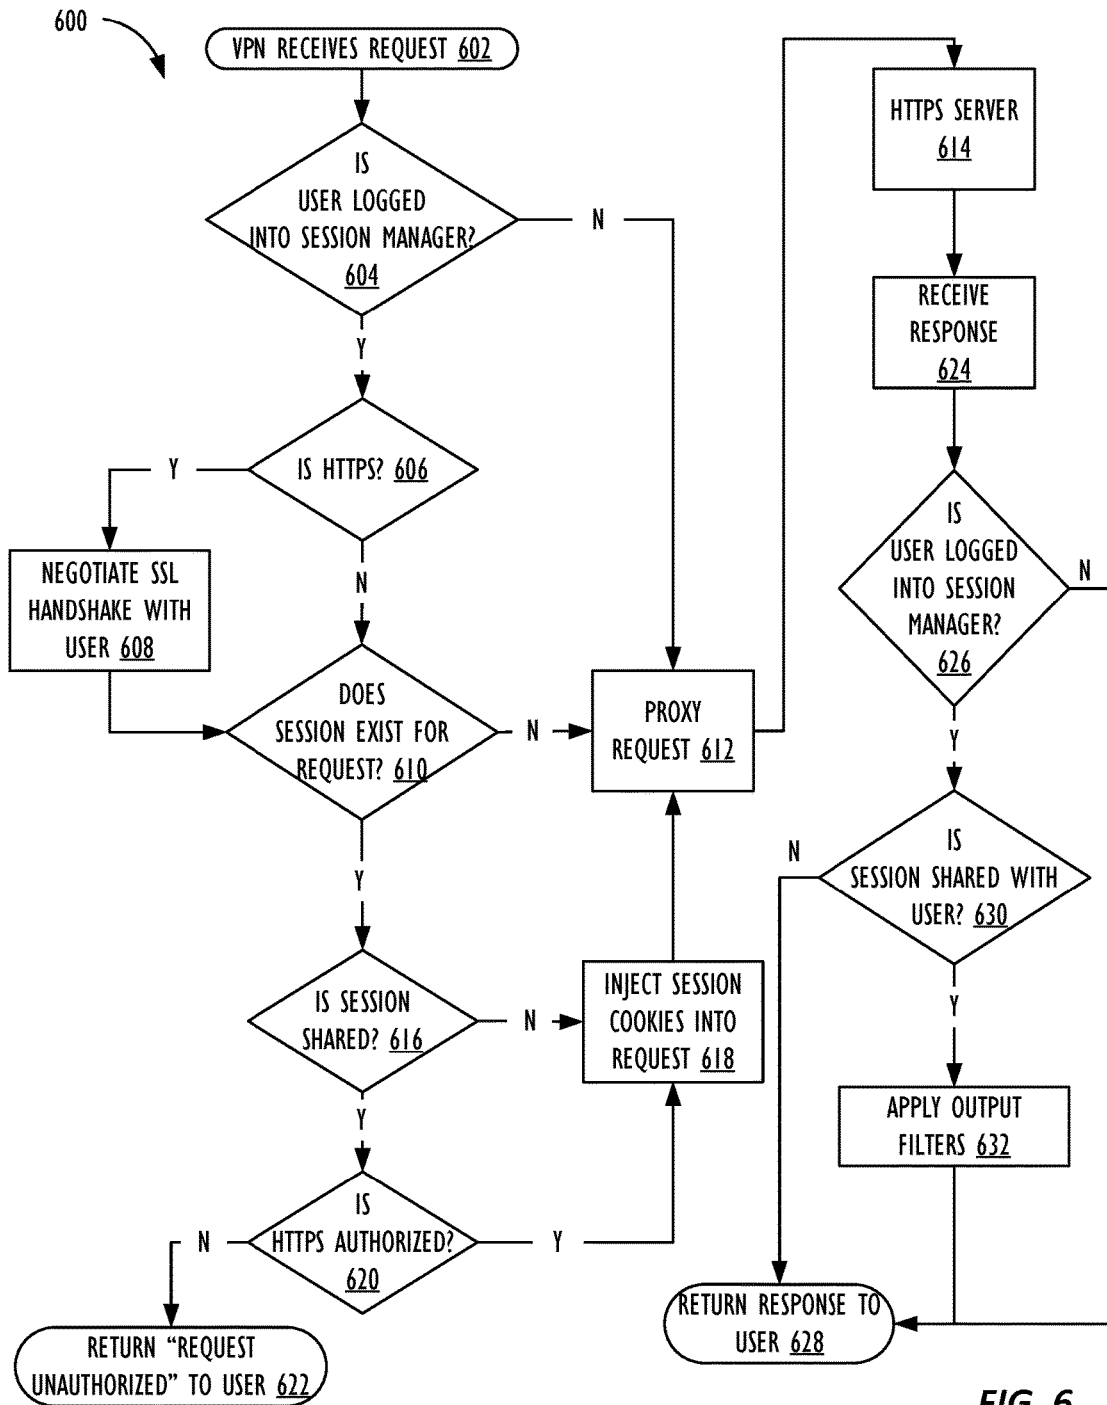 600
VPN RECEIVES REQUEST 602
IS
USER LOGGED
INTO SESSION MANAGER?
604
N
Y
IS HTTPS? 606
Y
N
NEGOTIATE SSL
HANDSHAKE WITH
USER 608
DOES
SESSION EXIST FOR
REQUEST? 610
N
Y
PROXY
REQUEST 612
IS SESSION
SHARED? 616
N
Y
INJECT SESSION
COOKIES INTO
REQUEST 618
IS
HTTPS AUTHORIZED?
620
N
Y
RETURN “REQUEST
UNAUTHORIZED” TO USER 622
HTTPS SERVER
614
RECEIVE
RESPONSE
624
IS
USER LOGGED
INTO SESSION
MANAGER?
626
N
Y
IS
SESSION SHARED WITH
USER? 630
N
Y
APPLY OUTPUT
FILTERS 632
RETURN RESPONSE TO
USER 628
FIG. 6